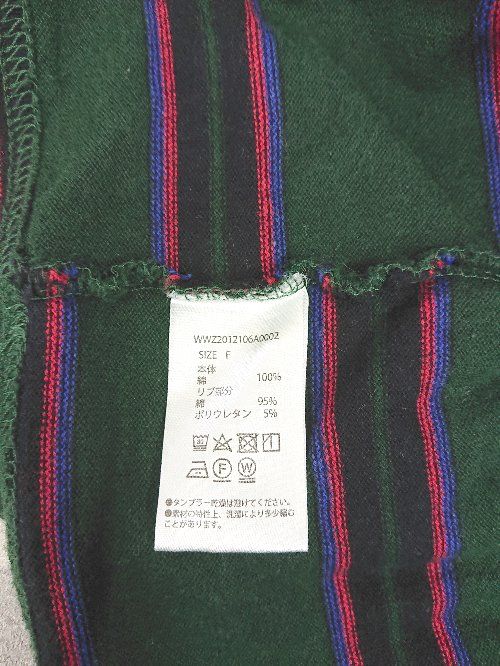 WWZ2012106A000Z
SIZE F
本体
綿 100%
リブ部分
綿 95%
ポリウレタン 5%
F W
●タンブラー乾燥は避けてください。
●素材の特性上、洗濯により多少縮む
ことがあります。